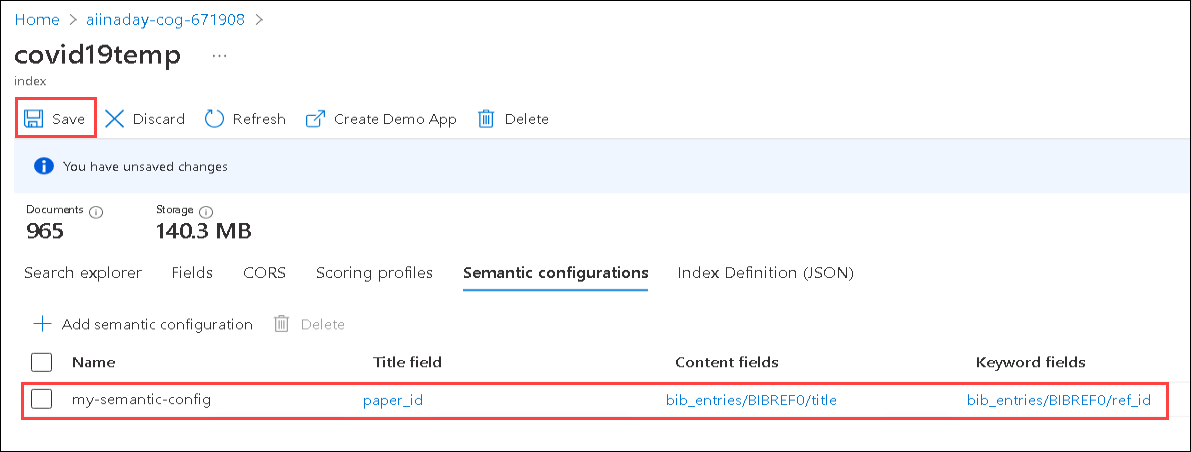 Home > aiinaday-cog-671908 >
covid19temp ...
index
Save Discard Refresh Create Demo App Delete
You have unsaved changes
Documents Storage
965 140.3 MB
Search explorer Fields CORS Scoring profiles Semantic configurations Index Definition (JSON)
Add semantic configuration Delete
Name Title field Content fields Keyword fields
my-semantic-config paper_id bib_entries/BIBREF0/title bib_entries/BIBREF0/ref_id